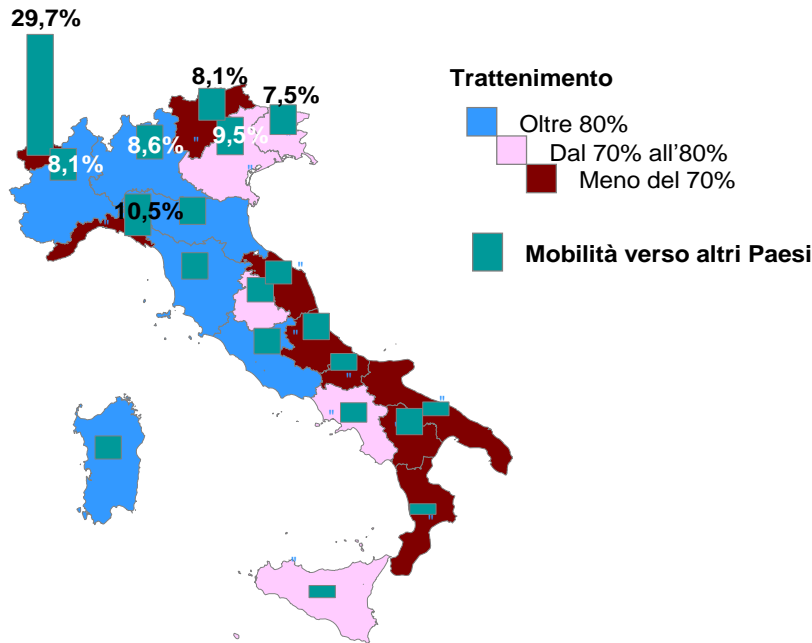 29,7%
8,1%
7,5%
8,6%
9,5%
8,1%
10,5%
Trattenimento
Oltre 80%
Dal 70% all'80%
Meno del 70%
Mobilità verso altri Paesi